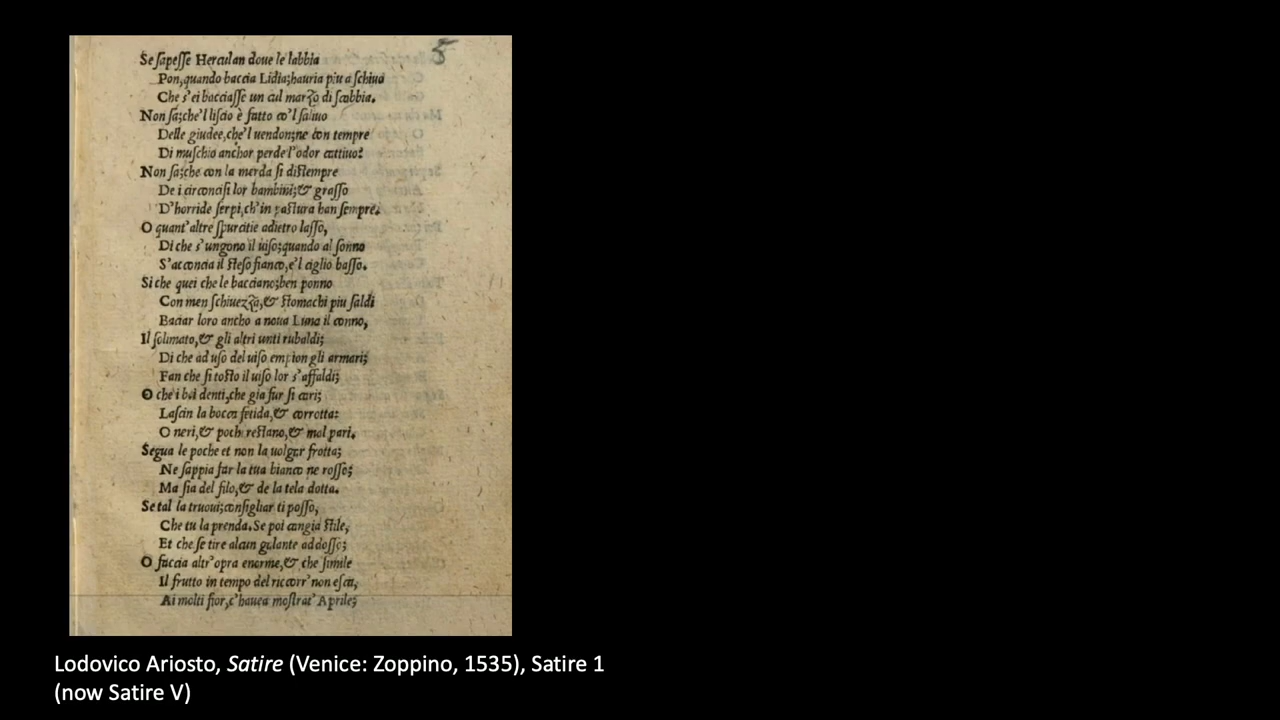 5
Se ſapeſſe Herculan doue le labbia
Pon,quando baccia Lidia;hauria piu a ſchiuo
Che s'ei bacciaſſe un cul marzo di ſcabbia.
Non ſa;che'l liſcio è fatto co'l ſaliuo
Delle giudee,che'l uendon;ne con tempre
Di muſchio anchor perde l'odor cattiuo?
Non ſa;che con la merda ſi diſtempre
De i circonciſi lor bambini;& graſſo
D'horride ſerpi,ch'in paſtura han ſempre.
O quant'altre ſpurcitie adietro laſſo,
Di che s'ungono il uiſo;quando al ſonno
S'acconcia il ſteſo fianco,e'l ciglio baſſo.
Si che quei che le bacciano;ben ponno
Con men ſchiuezza,& ſtomachi piu ſaldi
Baciar loro ancho a noua Luna il conno,
Il ſolimato,& gli altri unti rubaldi;
Di che ad uſo del uiſo empion gli armari;
Fan che ſi toſto il uiſo lor s'affaldi;
O che i bei denti,che gia fur ſi cari;
Laſcin la bocca fetida,& corrotta:
O neri,& pochi reſtano,& mal pari.
Segua le poche et non la uolgar frotta;
Ne ſappia far la tua bianco ne roſſo;
Ma ſia del filo,& de la tela dotta.
Se tal la truoui;conſigliar ti poſſo,
Che tu la prenda.Se poi cangia ſtile,
Et che ſe tire alcun galante addoſſo;
O faccia altr'opra enorme,& che ſimile
Il frutto in tempo del riccorr'non eſca,
Ai molti fior,c'hauea moſtrat'Aprile;
Lodovico Ariosto, Satire (Venice: Zoppino, 1535), Satire 1
(now Satire V)